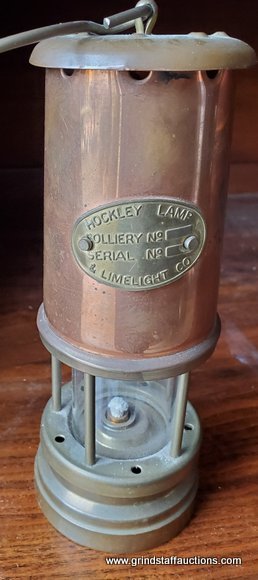 HOCKLEY LAMP
COLLIERY Nº
SERIAL .Nº
& LIMELIGHT CO
www.grindstaffauctions.com